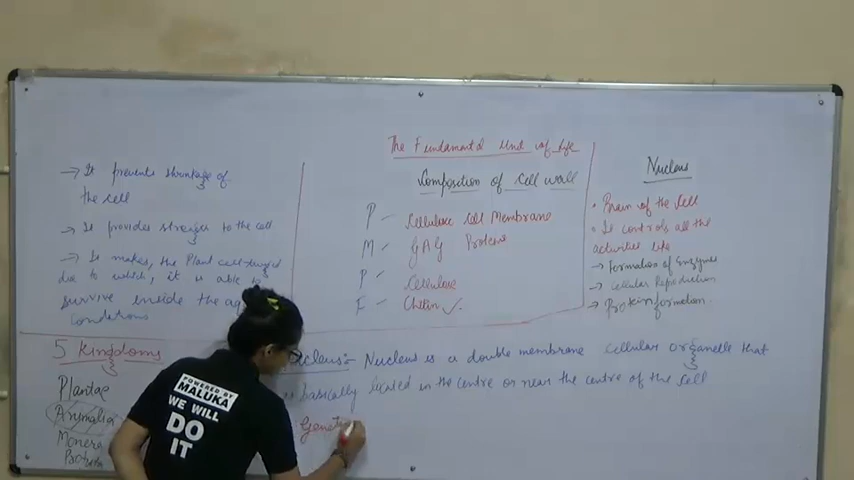 The Fundamental Unit of Life
→ It prevents shrinkage of
the cell
→ It provides to the cell
→ It makes, the Plant cell turgid
due to which, it is able to
survive inside the
conditions
Composition of Cell wall
P - Cellulose Cell Membrane
M - GAG Proteins
P - Cellulose
F - Chitin ✓
Nucleus
• Brain of the Cell
• It controls all the
activities like
→ Formation of Enzymes
→ Cellular Reproduction
→ Protein formation
5 Kingdoms
Plantae
Animalia
Monera
cleus:- Nucleus is a double membrane cellular organelle that
basically located in the centre or near the centre of the cell
Genet
POWERED BY
MALUKA
WE WILL
DO
IT